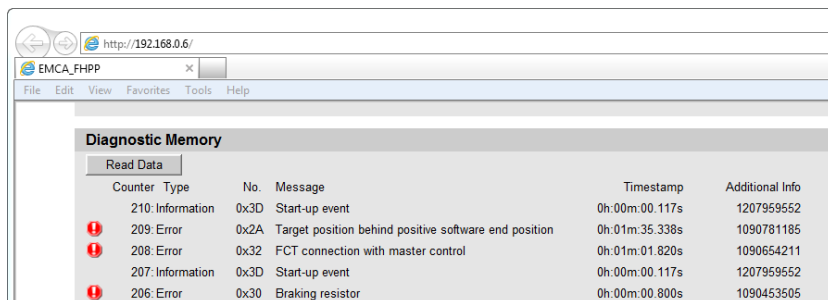 http://192.168.0.6/
EMCA_FHPP
File Edit View Favorites Tools Help
Diagnostic Memory
Read Data
Counter Type No. Message Timestamp Additional Info
210: Information 0x3D Start-up event 0h:00m:00.117s 1207959552
209: Error 0x2A Target position behind positive software end position 0h:01m:35.338s 1090781185
208: Error 0x32 FCT connection with master control 0h:01m:01.820s 1090654211
207: Information 0x3D Start-up event 0h:00m:00.117s 1207959552
206: Error 0x30 Braking resistor 0h:00m:00.800s 1090453505